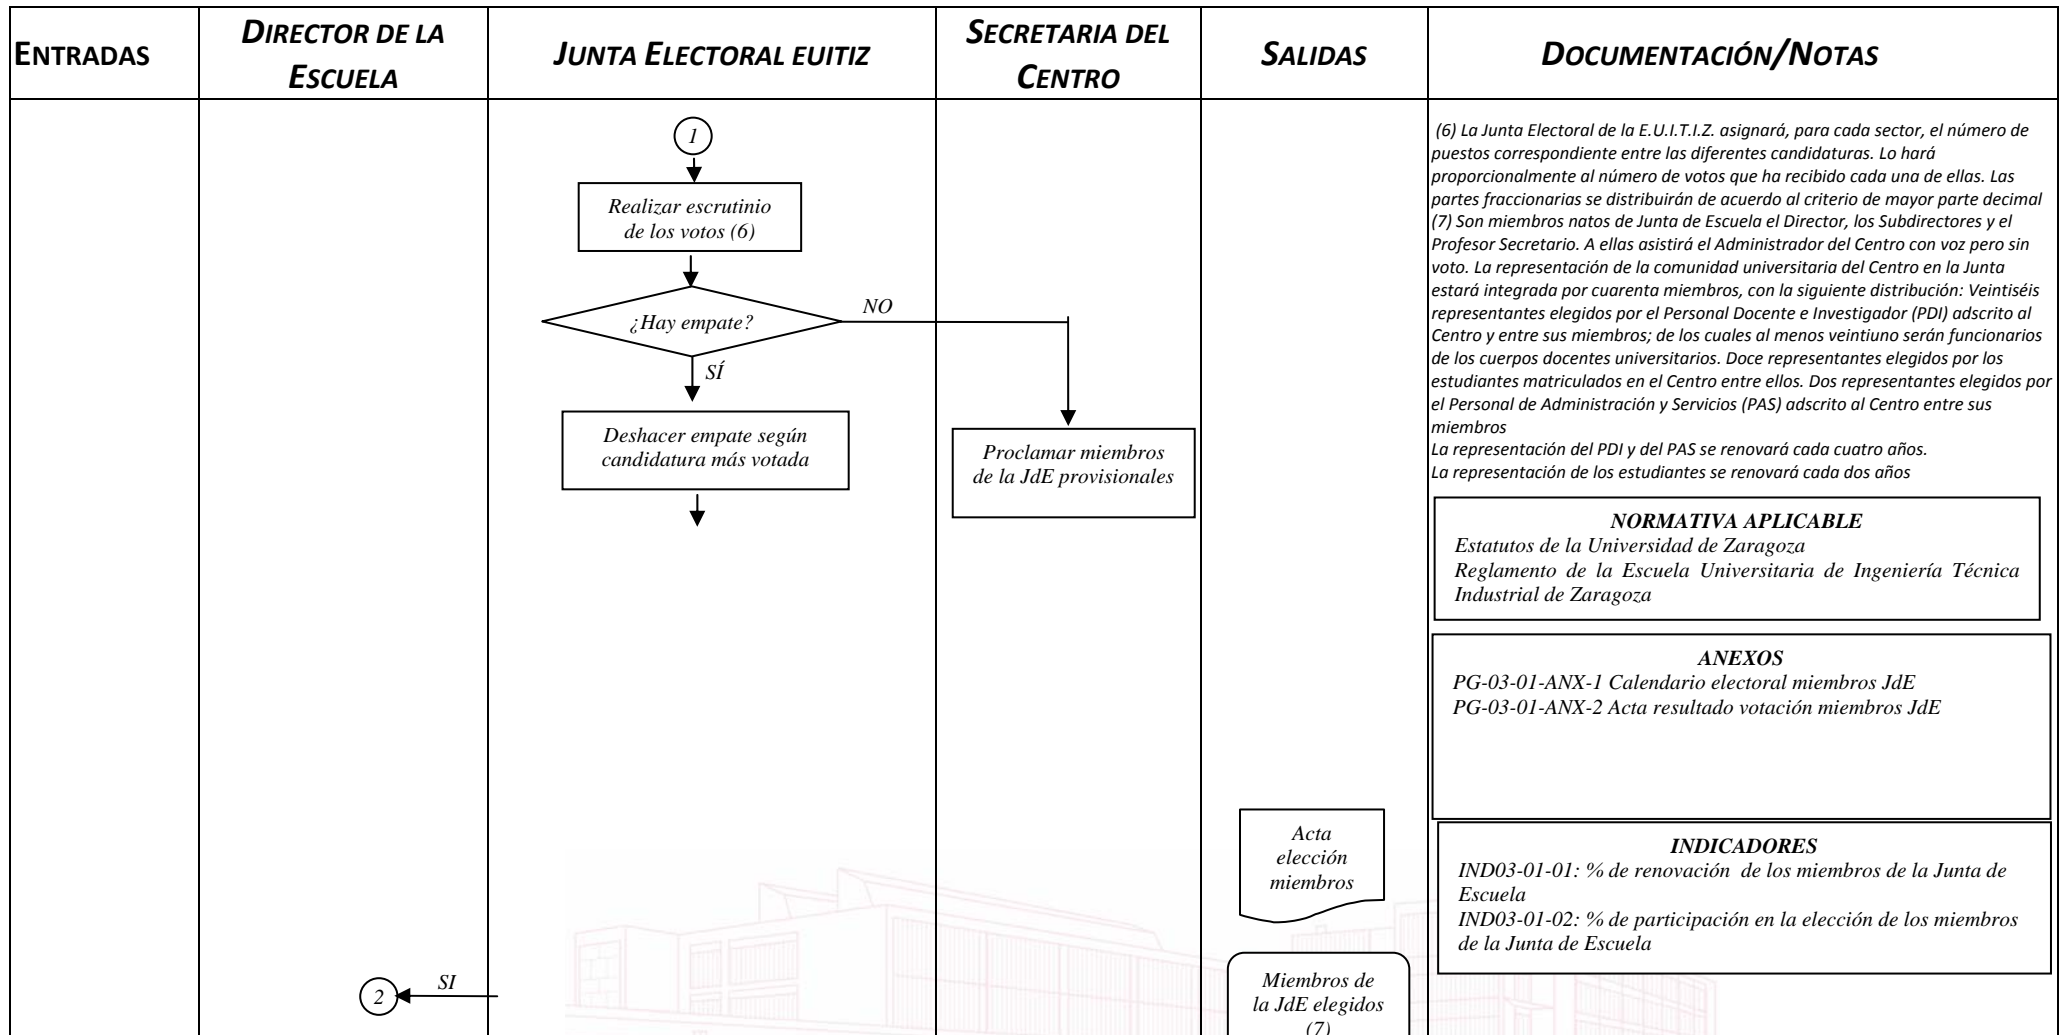 ENTRADAS
DIRECTOR DE LA
ESCUELA
JUNTA ELECTORAL EUITIZ
SECRETARIA DEL
CENTRO
SALIDAS
DOCUMENTACIÓN/NOTAS
1
Realizar escrutinio
de los votos (6)
¿Hay empate?
NO
SÍ
Deshacer empate según
candidatura más votada
Proclamar miembros
de la JdE provisionales
2
SI
Acta
elección
miembros
Miembros de
la JdE elegidos
(7)
(6) La Junta Electoral de la E.U.I.T.I.Z. asignará, para cada sector, el número de
puestos correspondiente entre las diferentes candidaturas. Lo hará
proporcionalmente al número de votos que ha recibido cada una de ellas. Las
partes fraccionarias se distribuirán de acuerdo al criterio de mayor parte decimal
(7) Son miembros natos de Junta de Escuela el Director, los Subdirectores y el
Profesor Secretario. A ellas asistirá el Administrador del Centro con voz pero sin
voto. La representación de la comunidad universitaria del Centro en la Junta
estará integrada por cuarenta miembros, con la siguiente distribución: Veintiséis
representantes elegidos por el Personal Docente e Investigador (PDI) adscrito al
Centro y entre sus miembros; de los cuales al menos veintiuno serán funcionarios
de los cuerpos docentes universitarios. Doce representantes elegidos por los
estudiantes matriculados en el Centro entre ellos. Dos representantes elegidos por
el Personal de Administración y Servicios (PAS) adscrito al Centro entre sus
miembros
La representación del PDI y del PAS se renovará cada cuatro años.
La representación de los estudiantes se renovará cada dos años
NORMATIVA APLICABLE
Estatutos de la Universidad de Zaragoza
Reglamento de la Escuela Universitaria de Ingeniería Técnica
Industrial de Zaragoza
ANEXOS
PG-03-01-ANX-1 Calendario electoral miembros JdE
PG-03-01-ANX-2 Acta resultado votación miembros JdE
INDICADORES
IND03-01-01: % de renovación de los miembros de la Junta de
Escuela
IND03-01-02: % de participación en la elección de los miembros
de la Junta de Escuela